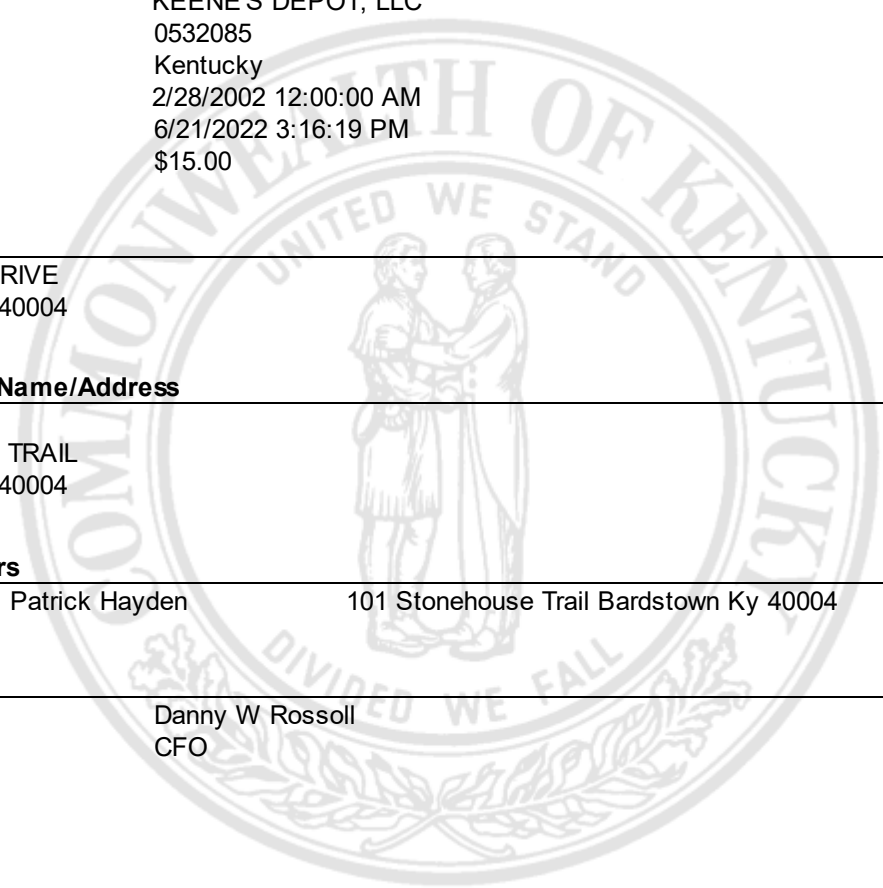 KEENE'S DEPOT, LLC
0532085
Kentucky
2/28/2002 12:00:00 AM
6/21/2022 3:16:19 PM
$15.00
COMMONWEALTH OF KENTUCKY
UNITED WE STAND
RIVE
40004
Name/Address
TRAIL
40004
rs
Patrick Hayden 101 Stonehouse Trail Bardstown Ky 40004
DIVIDED WE FALL
Danny W Rossoll
CFO